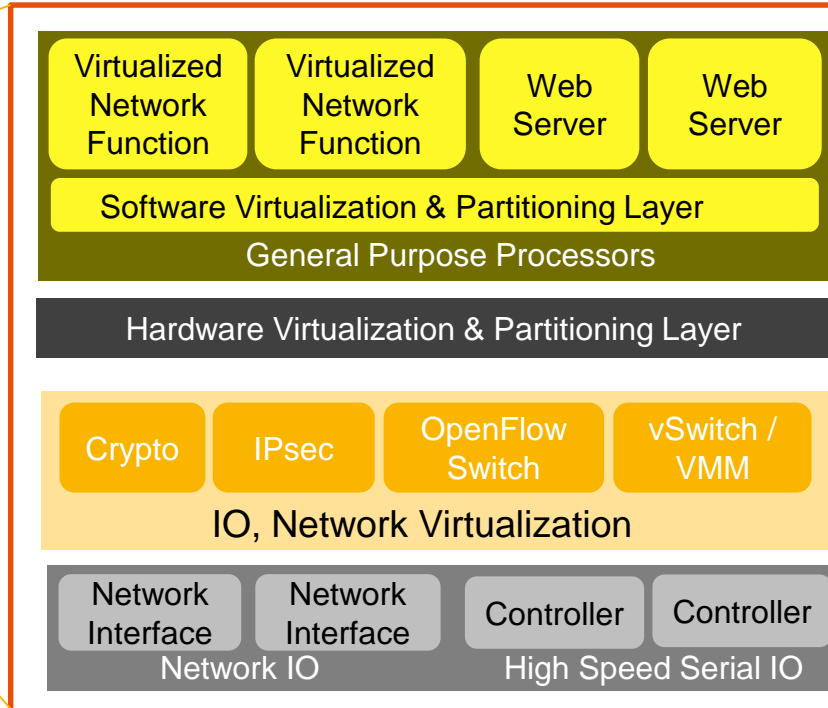 Virtualized
Network
Function
Virtualized
Network
Function
Web
Server
Web
Server
Software Virtualization & Partitioning Layer
General Purpose Processors
Hardware Virtualization & Partitioning Layer
Crypto
IPsec
OpenFlow
Switch
vSwitch /
VMM
IO, Network Virtualization
Network
Interface
Network
Interface
Controller
Controller
Network IO
High Speed Serial IO